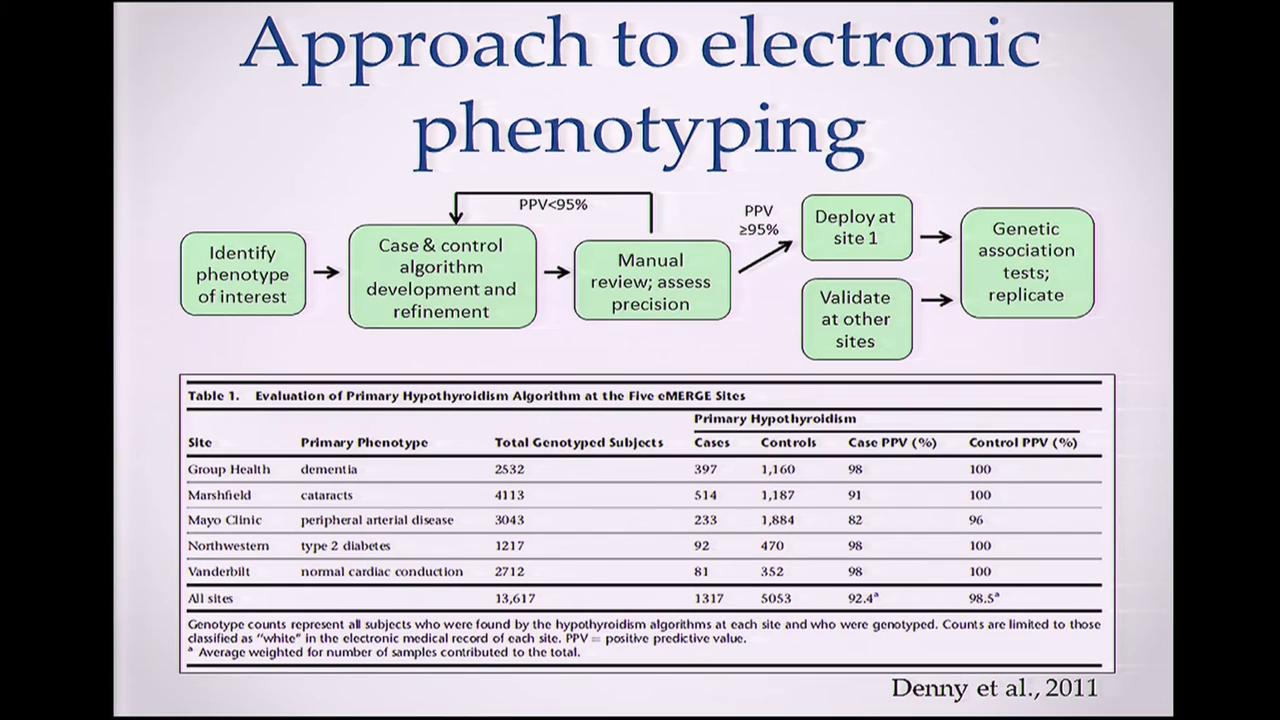 Approach to electronic
phenotyping
Identify
phenotype
of interest
Case & control
algorithm
development and
refinement
PPV<95%
Manual
review; assess
precision
PPV
≥95%
Deploy at
site 1
Validate
at other
sites
Genetic
association
tests;
replicate
Table 1. Evaluation of Primary Hypothyroidism Algorithm at the Five eMERGE Sites
Primary Hypothyroidism
Site Primary Phenotype Total Genotyped Subjects Cases Controls Case PPV (%) Control PPV (%)
Group Health dementia 2532 397 1,160 98 100
Marshfield cataracts 4113 514 1,187 91 100
Mayo Clinic peripheral arterial disease 3043 233 1,884 82 96
Northwestern type 2 diabetes 1217 92 470 98 100
Vanderbilt normal cardiac conduction 2712 81 352 98 100
All sites 13,617 1317 5053 92.4ª 98.5ª
Genotype counts represent all subjects who were found by the hypothyroidism algorithms at each site and who were genotyped. Counts are limited to those
classified as "white" in the electronic medical record of each site. PPV = positive predictive value.
ª Average weighted for number of samples contributed to the total.
Denny et al., 2011